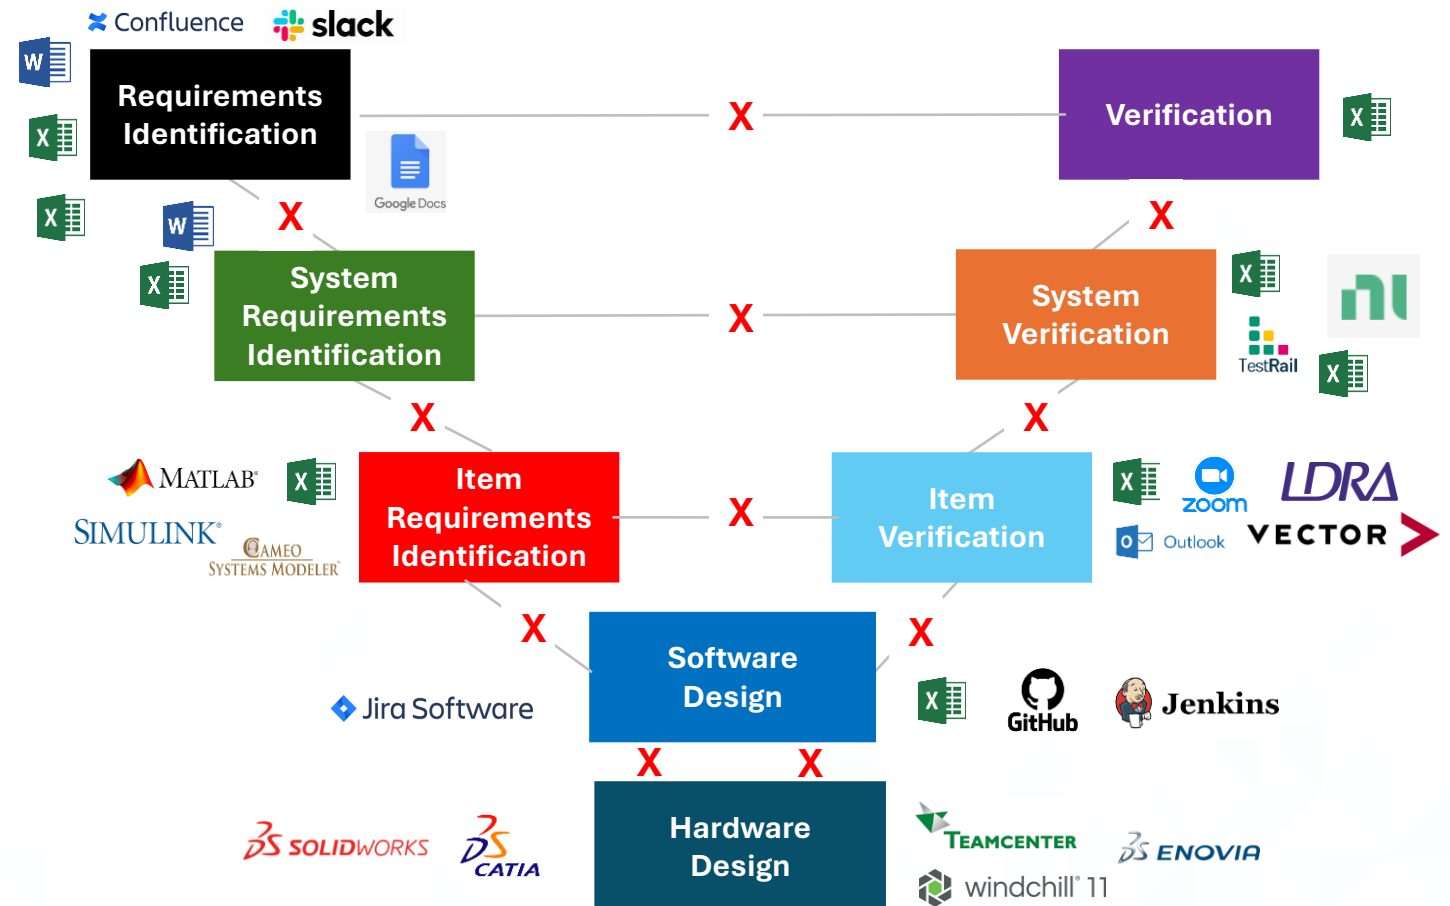 Confluence
slack
W
Requirements
Identification
X
Verification
X
X
Google Docs
X
W
X
X
X
System
Requirements
Identification
X
System
Verification
X
nı
TestRail
X
X
X
MATLAB®
X
SIMULINK®
CAMEO
SYSTEMS MODELER™
Item
Requirements
Identification
X
Item
Verification
X
zoom
LDRA
O
Outlook
VECTOR
X
X
Software
Design
Jira Software
X
GitHub
Jenkins
X
X
Hardware
Design
SOLIDWORKS
CATIA
TEAMCENTER
ENOVIA
windchill® 11